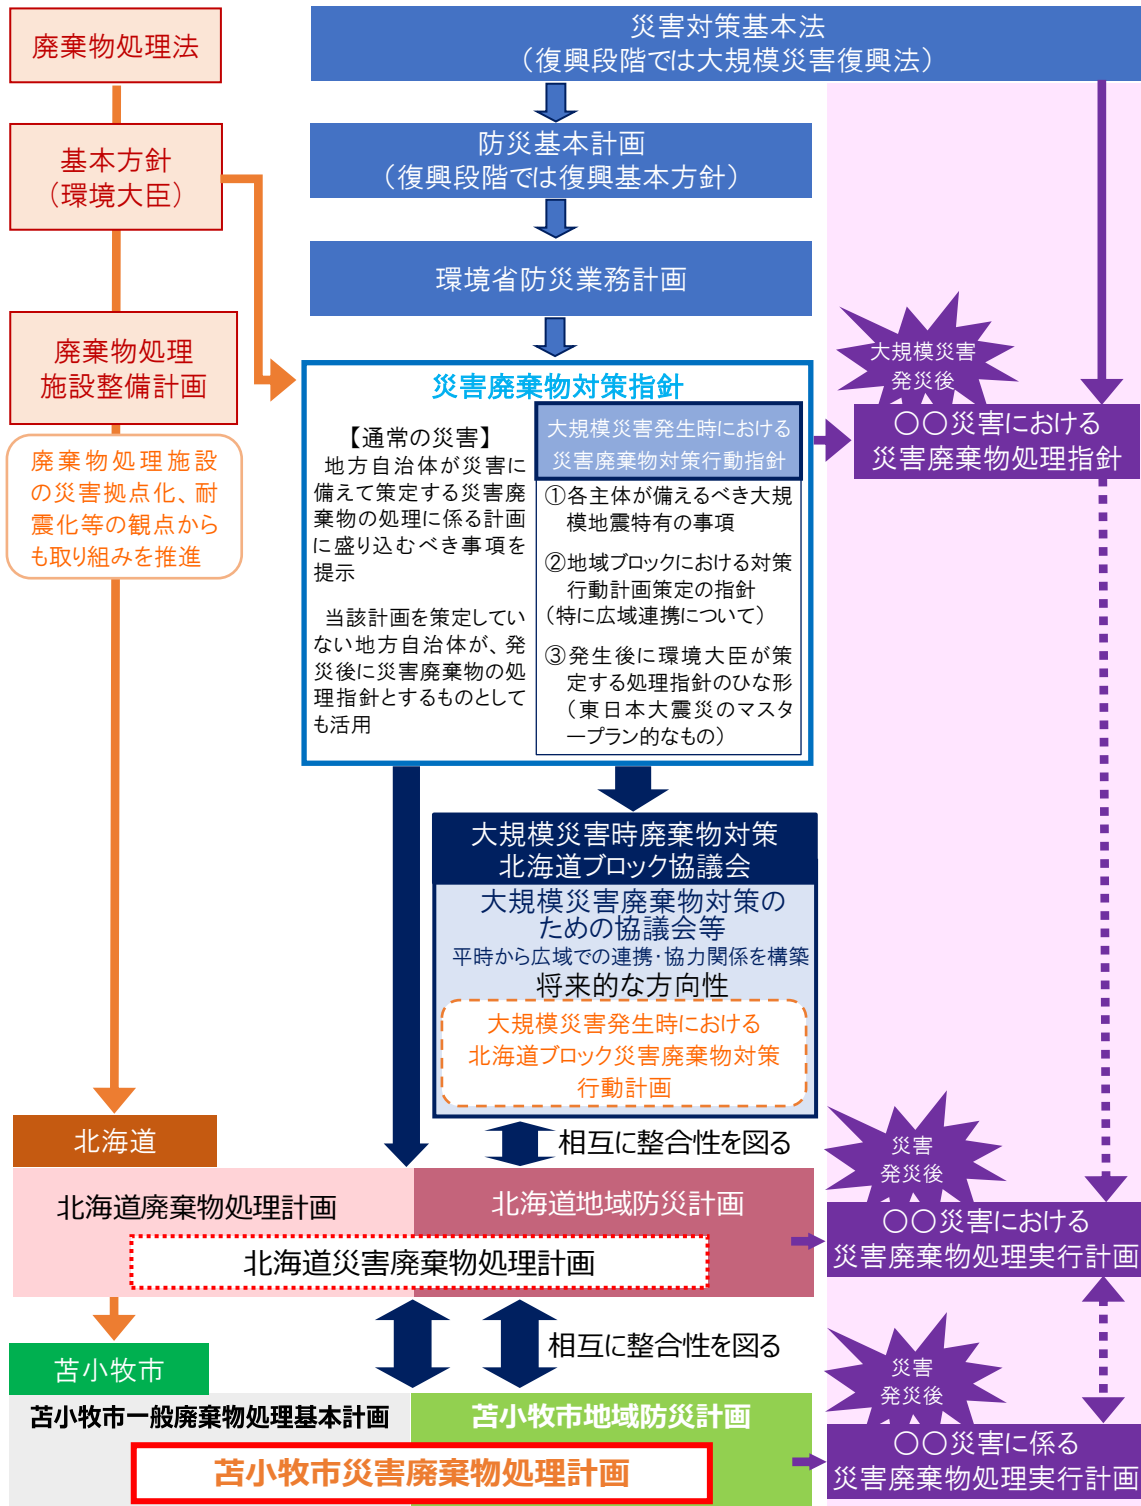 廃棄物処理法
災害対策基本法
（復興段階では大規模災害復興法）
基本方針
（環境大臣）
防災基本計画
（復興段階では復興基本方針）
環境省防災業務計画
廃棄物処理
施設整備計画
廃棄物処理施設
の災害拠点化、耐
震化等の観点から
も取り組みを推進
災害廃棄物対策指針
【通常の災害】
地方自治体が災害に
備えて策定する災害廃
棄物の処理に係る計画
に盛り込むべき事項を
提示
当該計画を策定してい
ない地方自治体が、発
災後に災害廃棄物の処
理指針とするものとして
も活用
大規模災害発生時における
災害廃棄物対策行動指針
①各主体が備えるべき大規
模地震特有の事項
②地域ブロックにおける対策
行動計画策定の指針
（特に広域連携について）
③発生後に環境大臣が策
定する処理指針のひな形
（東日本大震災のマスタ
ープラン的なもの）
大規模災害
発災後
〇〇災害における
災害廃棄物処理指針
大規模災害時廃棄物対策
北海道ブロック協議会
大規模災害廃棄物対策の
ための協議会等
平時から広域での連携・協力関係を構築
将来的な方向性
大規模災害発生時における
北海道ブロック災害廃棄物対策
行動計画
相互に整合性を図る
北海道
北海道廃棄物処理計画
北海道地域防災計画
北海道災害廃棄物処理計画
災害
発災後
〇〇災害における
災害廃棄物処理実行計画
相互に整合性を図る
苫小牧市
苫小牧市一般廃棄物処理基本計画
苫小牧市地域防災計画
苫小牧市災害廃棄物処理計画
災害
発災後
〇〇災害に係る
災害廃棄物処理実行計画